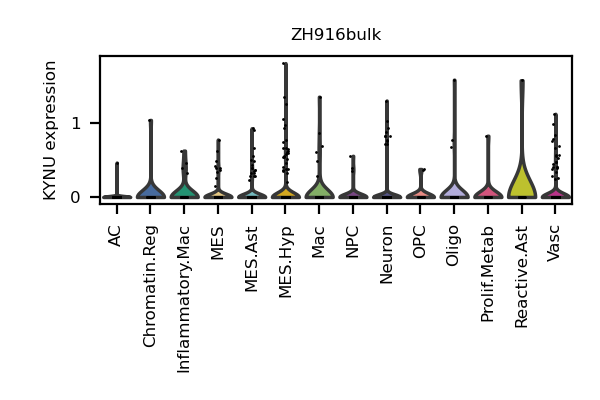 ZH916bulk
KYNU expression
1
0
AC
Chromatin.Reg
Inflammatory.Mac
MES
MES.Ast
MES.Hyp
Mac
NPC
Neuron
OPC
Oligo
Prolif.Metab
Reactive.Ast
Vasc